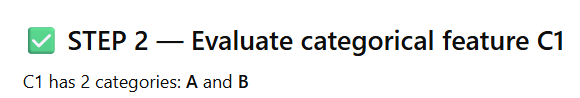 ✅ STEP 2 — Evaluate categorical feature C1
C1 has 2 categories: A and B